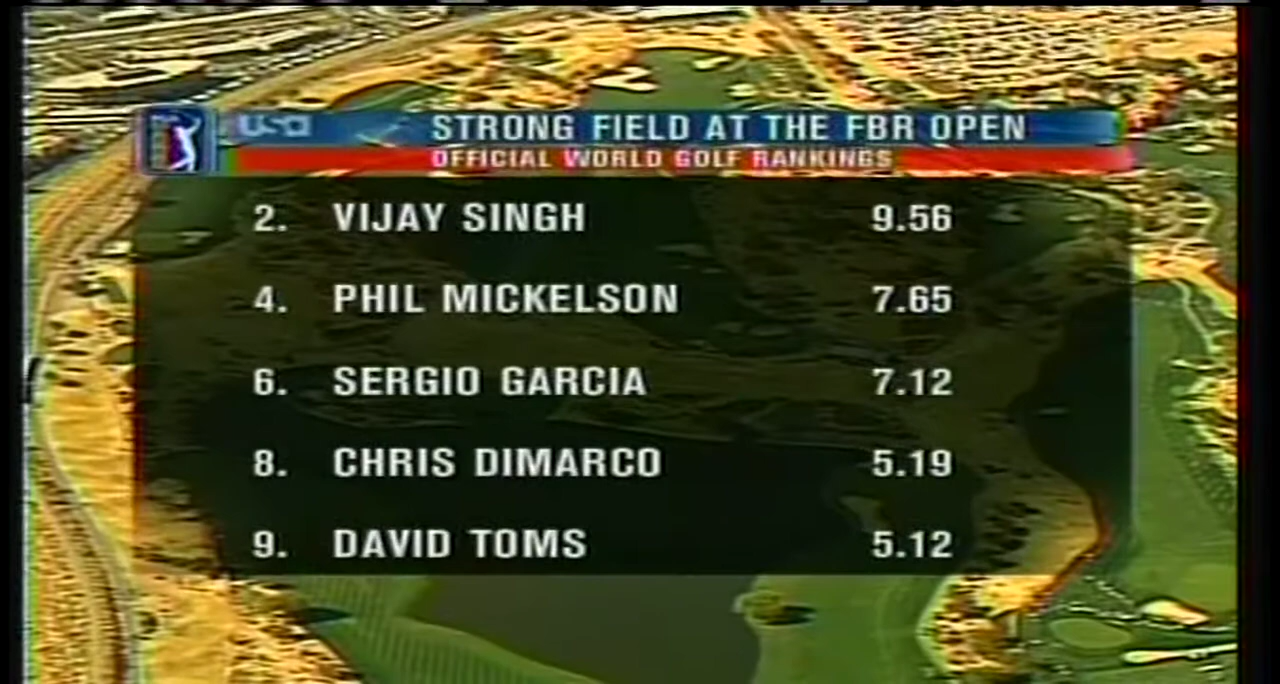 USA STRONG FIELD AT THE FBR OPEN
OFFICIAL WORLD GOLF RANKINGS
2. VIJAY SINGH 9.56
4. PHIL MICKELSON 7.65
6. SERGIO GARCIA 7.12
8. CHRIS DIMARCO 5.19
9. DAVID TOMS 5.12